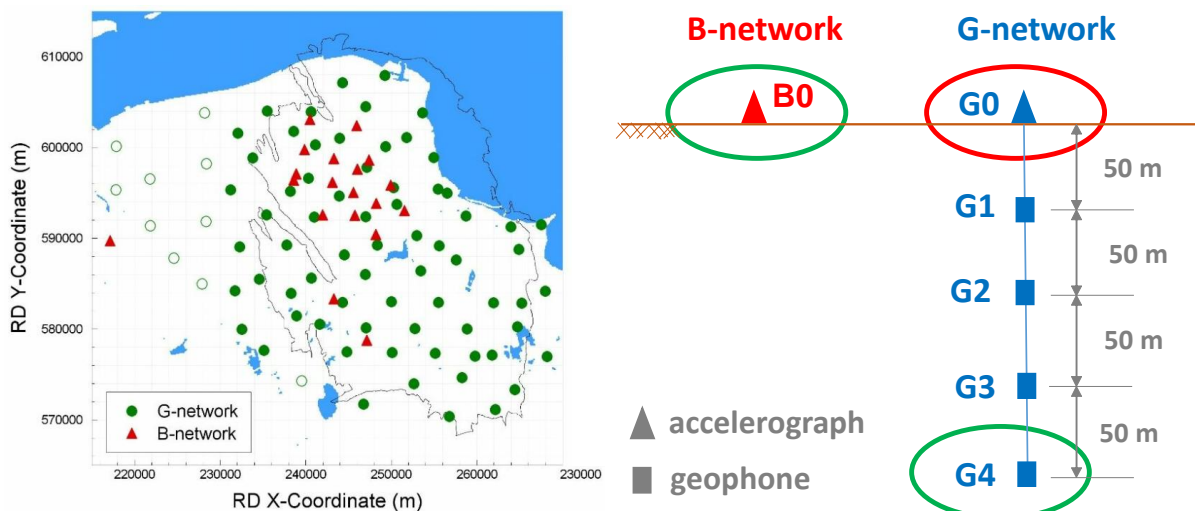 610000
600000
590000
580000
570000
RD Y-Coordinate (m)
G-network
B-network
220000 230000 240000 250000 260000 230000
RD X-Coordinate (m)
B-network
G-network
B0
G0
50 m
G1
50 m
G2
50 m
G3
50 m
G4
accelerograph
geophone